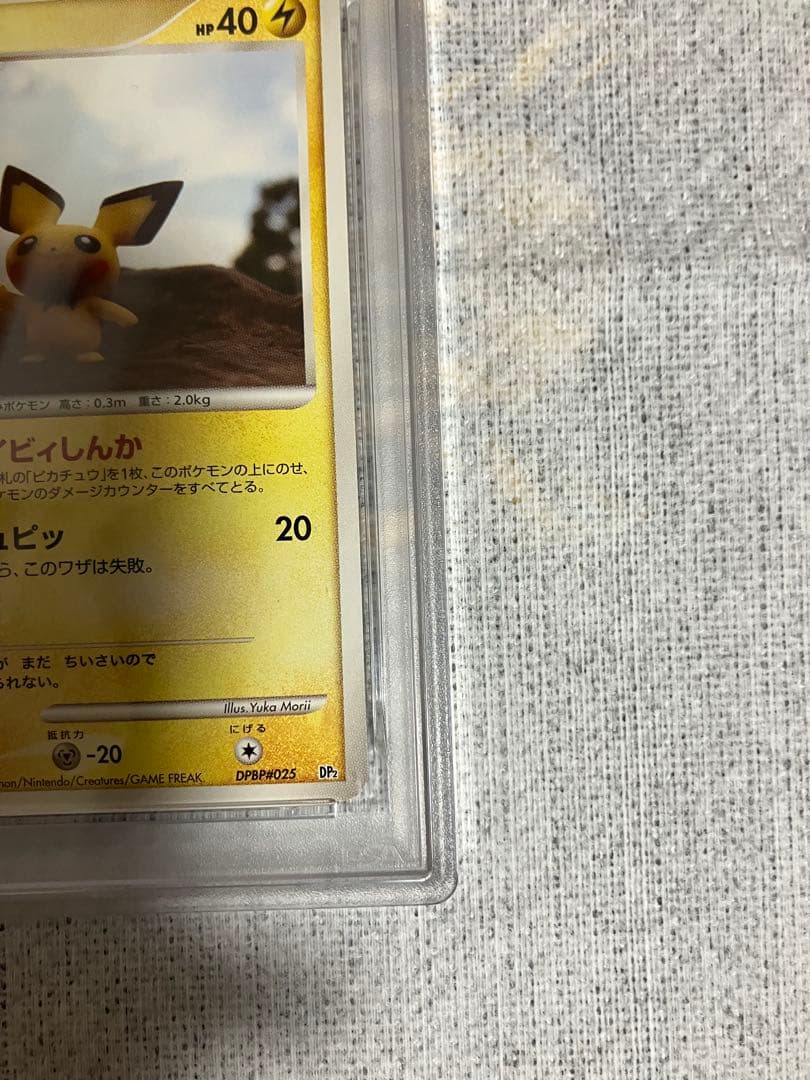 HP 40
ポケモン 高さ:0.3m 重さ:2.0kg
ビィしんか
札の「ピカチュウ」を1枚、このポモンの上にのせ、
モンのダメージカウンターをすべてとる。
ュピッ 20
ら、このワザは失敗。
が まだ ちいさいので
られない。
Illus.Yuka Morii
抵抗力 にげる
-20
mon/Nintendo/Creatures/GAME FREAK DPBP#025 DP2